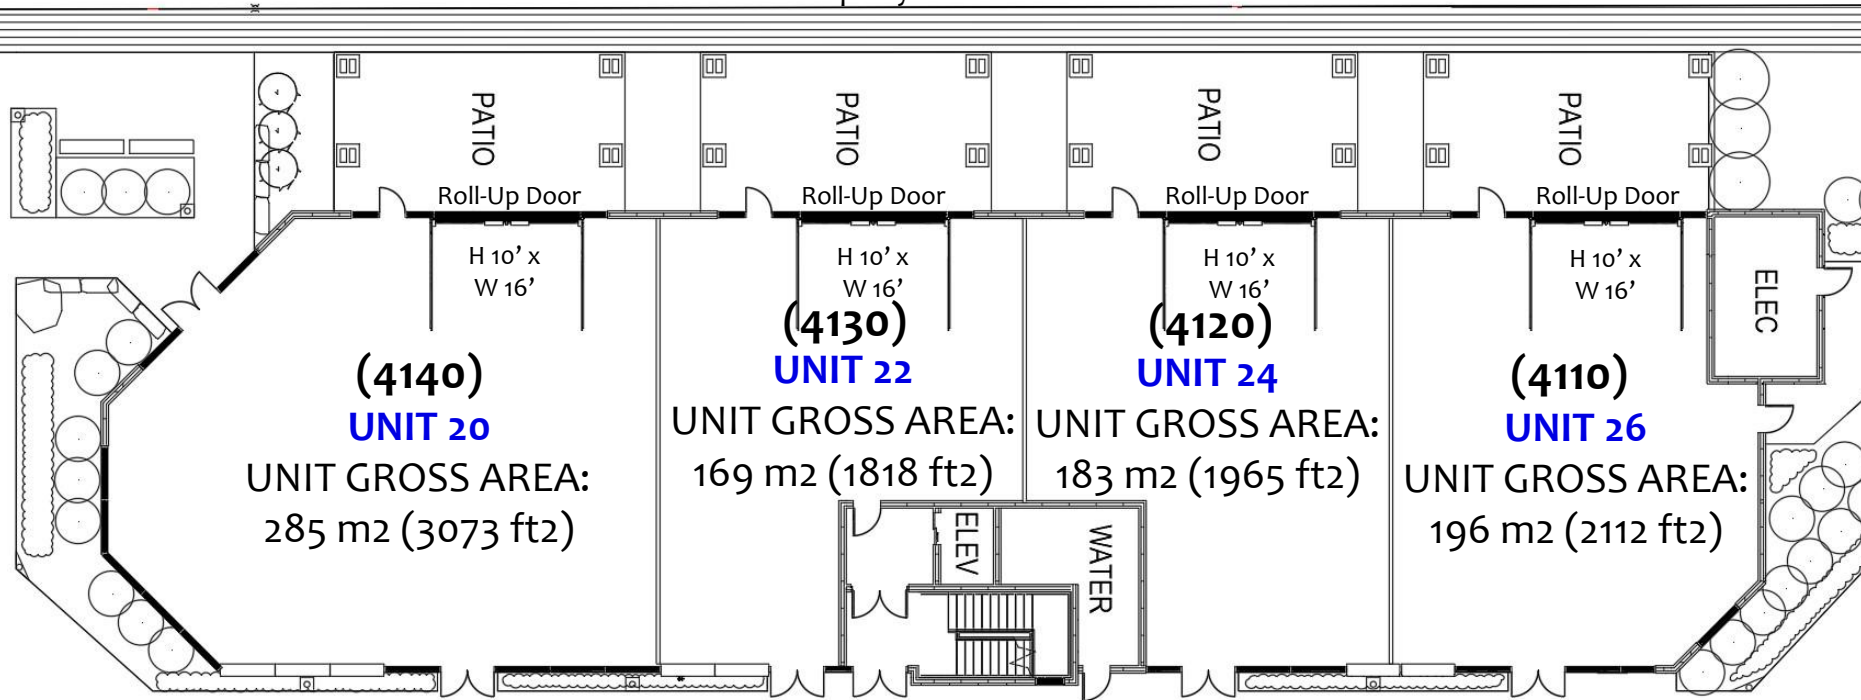 PATIO
PATIO
PATIO
PATIO
Roll-Up Door
Roll-Up Door
Roll-Up Door
Roll-Up Door
H 10’ x
W 16’
H 10’ x
W 16’
H 10’ x
W 16’
H 10’ x
W 16’
ELEC
(4140)
UNIT 20
UNIT GROSS AREA:
285 m2 (3073 ft2)
(4130)
UNIT 22
UNIT GROSS AREA:
169 m2 (1818 ft2)
(4120)
UNIT 24
UNIT GROSS AREA:
183 m2 (1965 ft2)
(4110)
UNIT 26
UNIT GROSS AREA:
196 m2 (2112 ft2)
ELEV
WATER